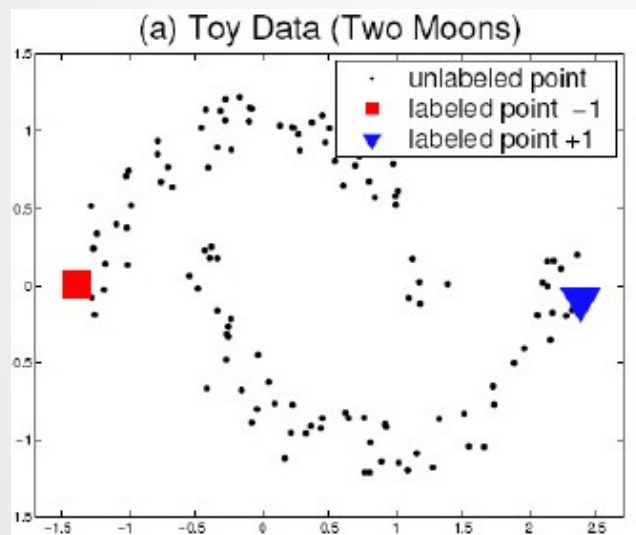 (a) Toy Data (Two Moons)
unlabeled point
labeled point −1
labeled point +1
1.5
1
0.5
0
0.5
-1
1.5
−1.5 −1 −0.5 0 0.5 1 1.5 2 2.5